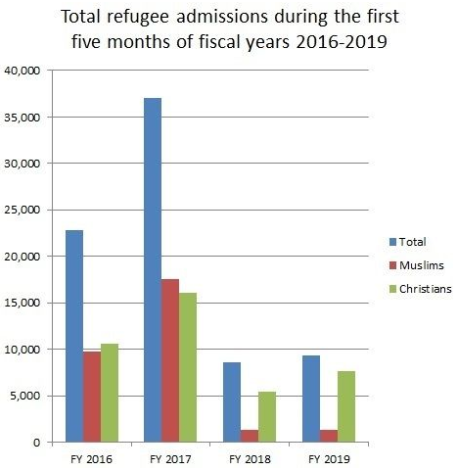 Total refugee admissions during the first
five months of fiscal years 2016-2019
40,000
35,000
30,000
25,000
20,000
15,000
10,000
5,000
0
FY 2016
FY 2017
FY 2018
FY 2019
Total
Muslims
Christians